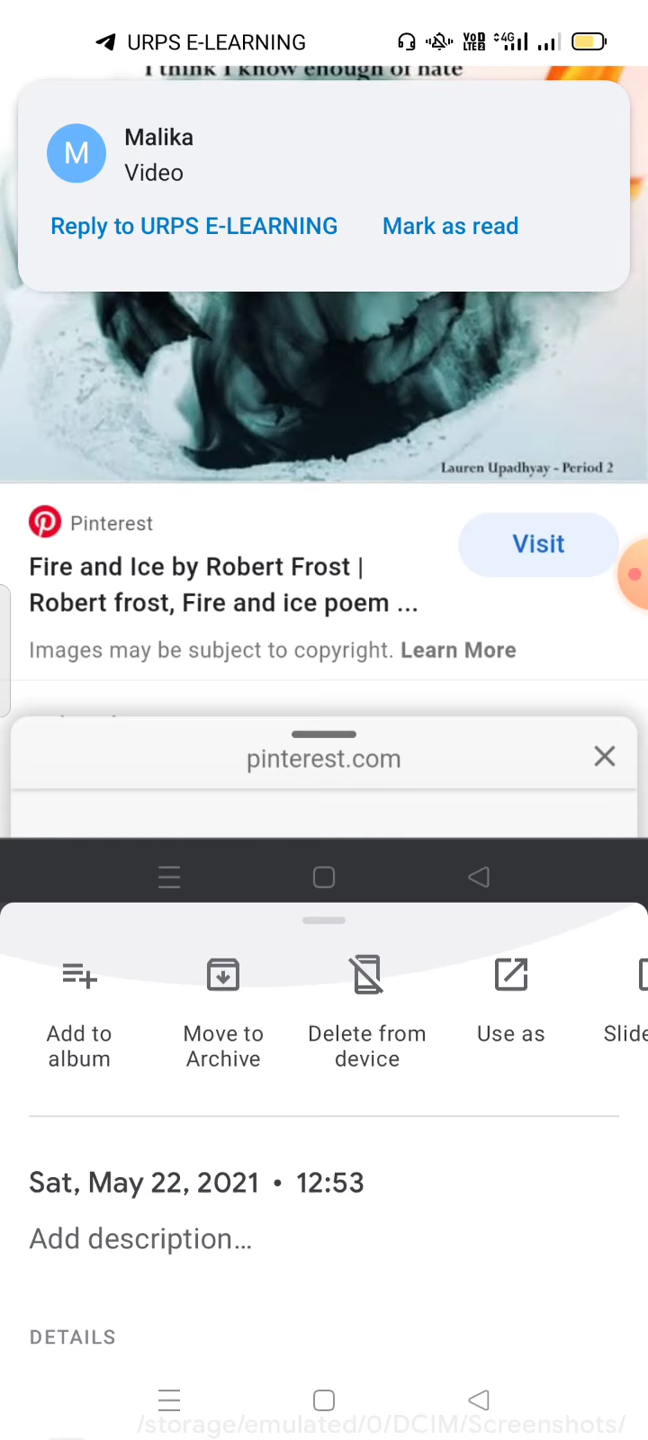 URPS E-LEARNING
VoD LTE2 4G
I think I know enough of hate
M
Malika
Video
Reply to URPS E-LEARNING Mark as read
Lauren Upadhyay - Period 2
Pinterest
Visit
Fire and Ice by Robert Frost |
Robert frost, Fire and ice poem ...
Images may be subject to copyright. Learn More
pinterest.com
Add to album
Move to Archive
Delete from device
Use as
Slide
Sat, May 22, 2021 • 12:53
Add description...
DETAILS
/storage/emulated/0/DCIM/Screenshots/